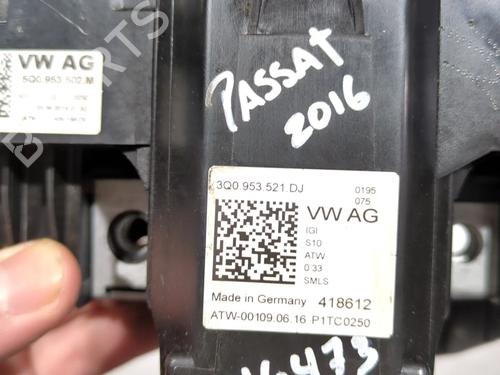 VW AG
5Q0.953.502.M
PASSAT
2016
3Q0.953.521.DJ
0195
075
VW AG
IGI
S10
ATW
0:33
SMLS
Made in Germany 418612
ATW-00109.06.16 P1TC0250